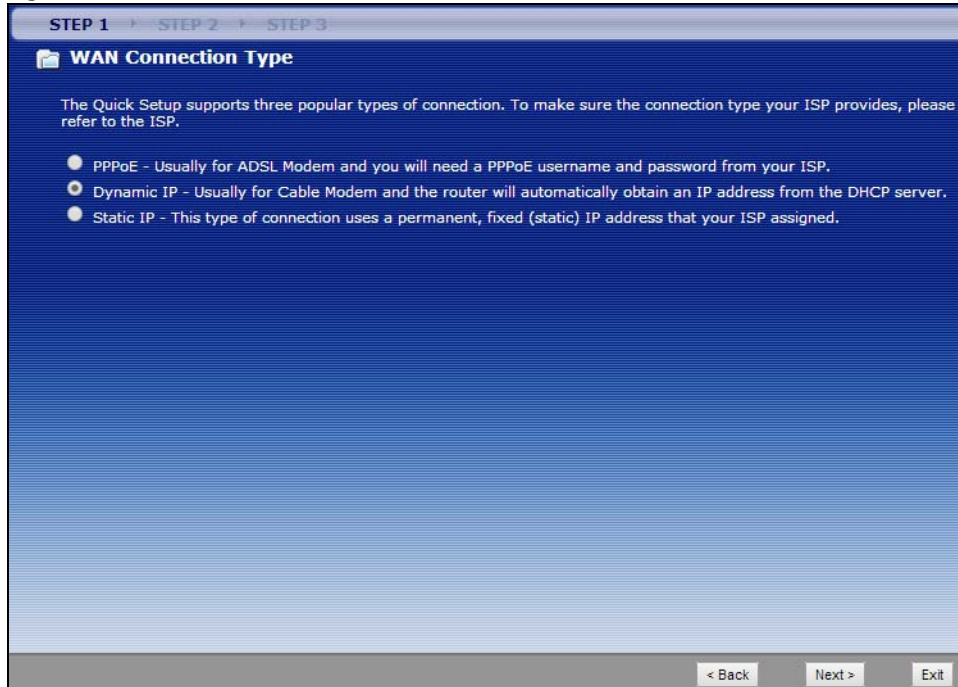 STEP 1 STEP 2 STEP 3
WAN Connection Type
The Quick Setup supports three popular types of connection. To make sure the connection type your ISP provides, please
refer to the ISP.
PPPoE - Usually for ADSL Modem and you will need a PPPoE username and password from your ISP.
Dynamic IP - Usually for Cable Modem and the router will automatically obtain an IP address from the DHCP server.
Static IP - This type of connection uses a permanent, fixed (static) IP address that your ISP assigned.
< Back Next > Exit